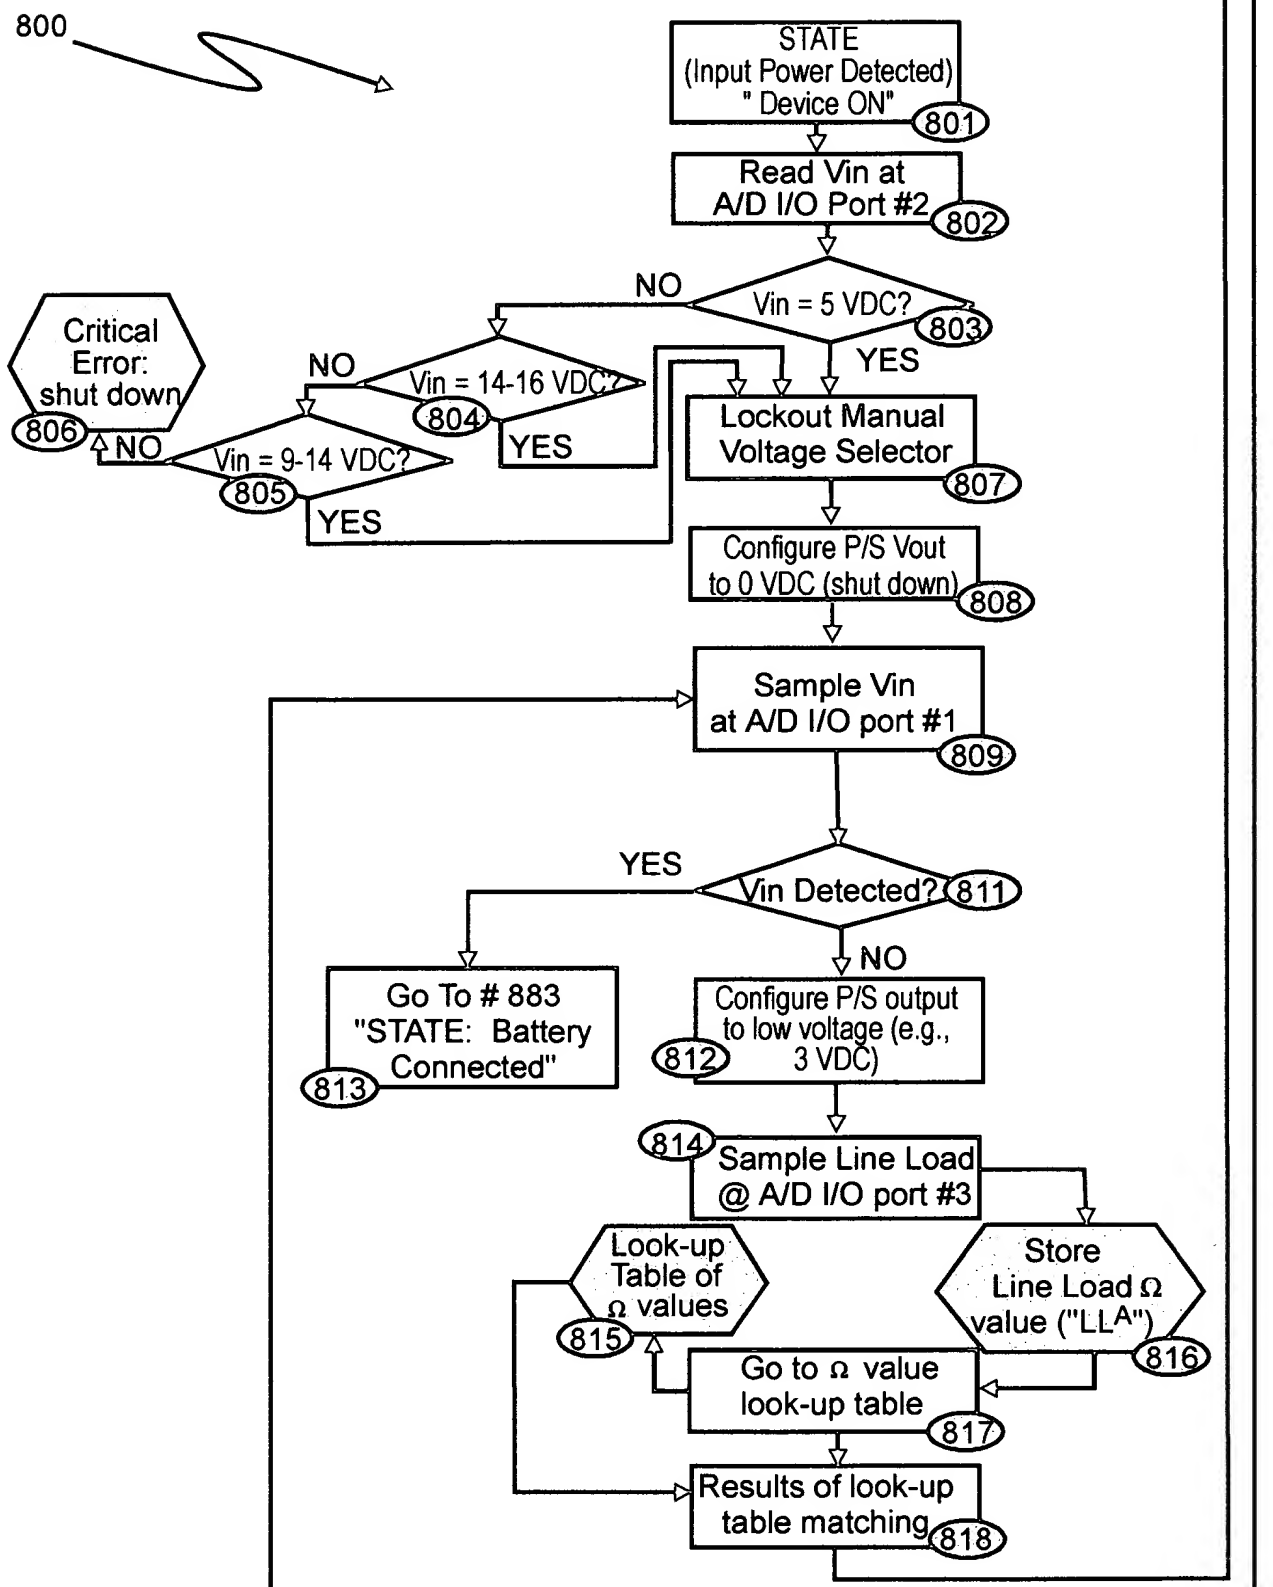 800
STATE
(Input Power Detected)
" Device ON"
801
Read Vin at
A/D I/O Port #2
802
NO
Vin = 5 VDC?
803
YES
Critical
Error:
shut down
806
NO
Vin = 14-16 VDC?
804
YES
NO
Vin = 9-14 VDC?
805
YES
Lockout Manual
Voltage Selector
807
Configure P/S Vout
to 0 VDC (shut down)
808
Sample Vin
at A/D I/O port #1
809
YES
Vin Detected?
811
NO
Go To # 883
"STATE: Battery
Connected"
813
Configure P/S output
to low voltage (e.g.,
3 VDC)
812
814
Sample Line Load
@ A/D I/O port #3
Look-up
Table of
Ω values
815
Store
Line Load Ω
value ("LLA")
816
Go to Ω value
look-up table
817
Results of look-up
table matching
818